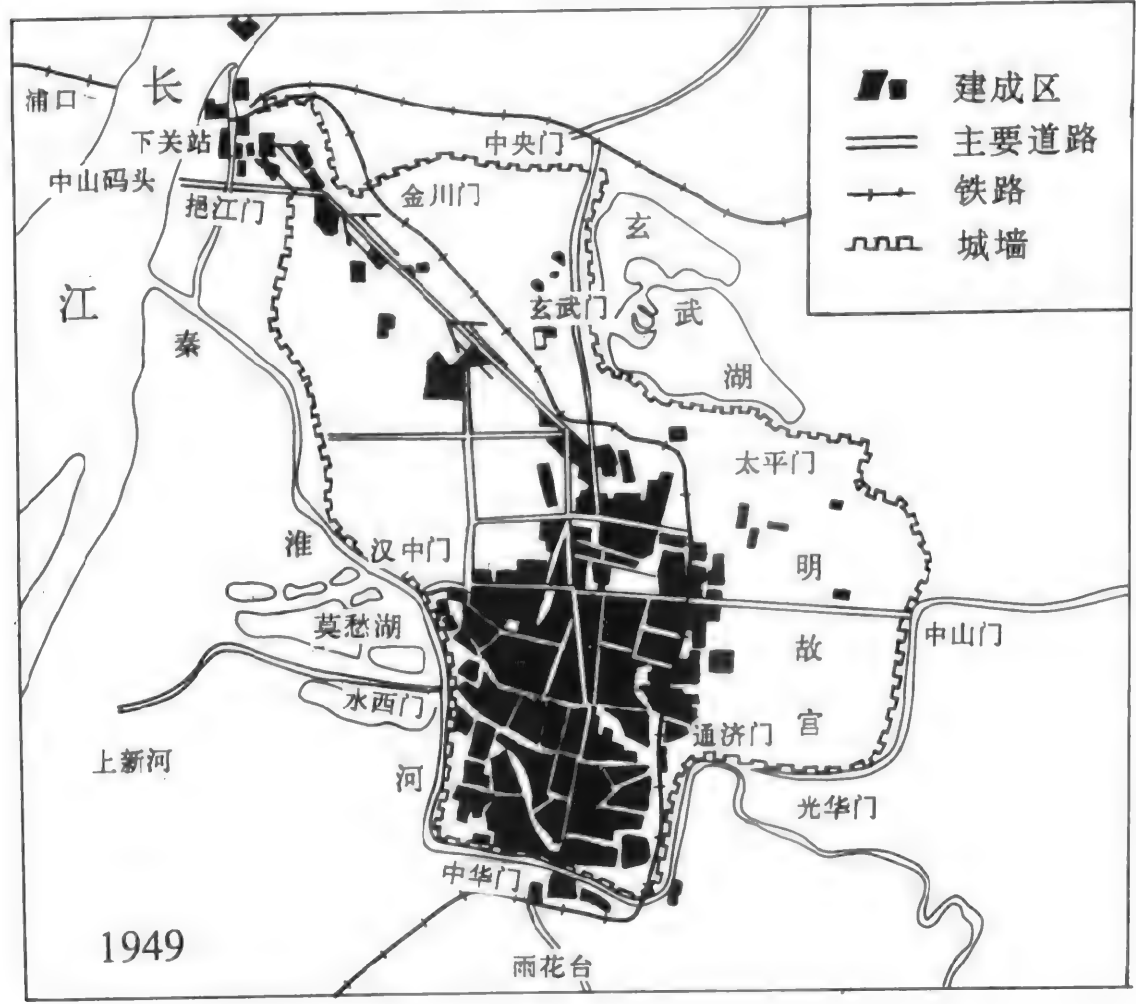 建成区
主要道路
铁路
城墙
长
江
浦口
下关站
中山码头
挹江门
中央门
金川门
玄
武
湖
玄武门
太平门
秦
淮
河
汉中门
莫愁湖
水西门
上新河
明
故
宫
中山门
通济门
光华门
中华门
雨花台
1949